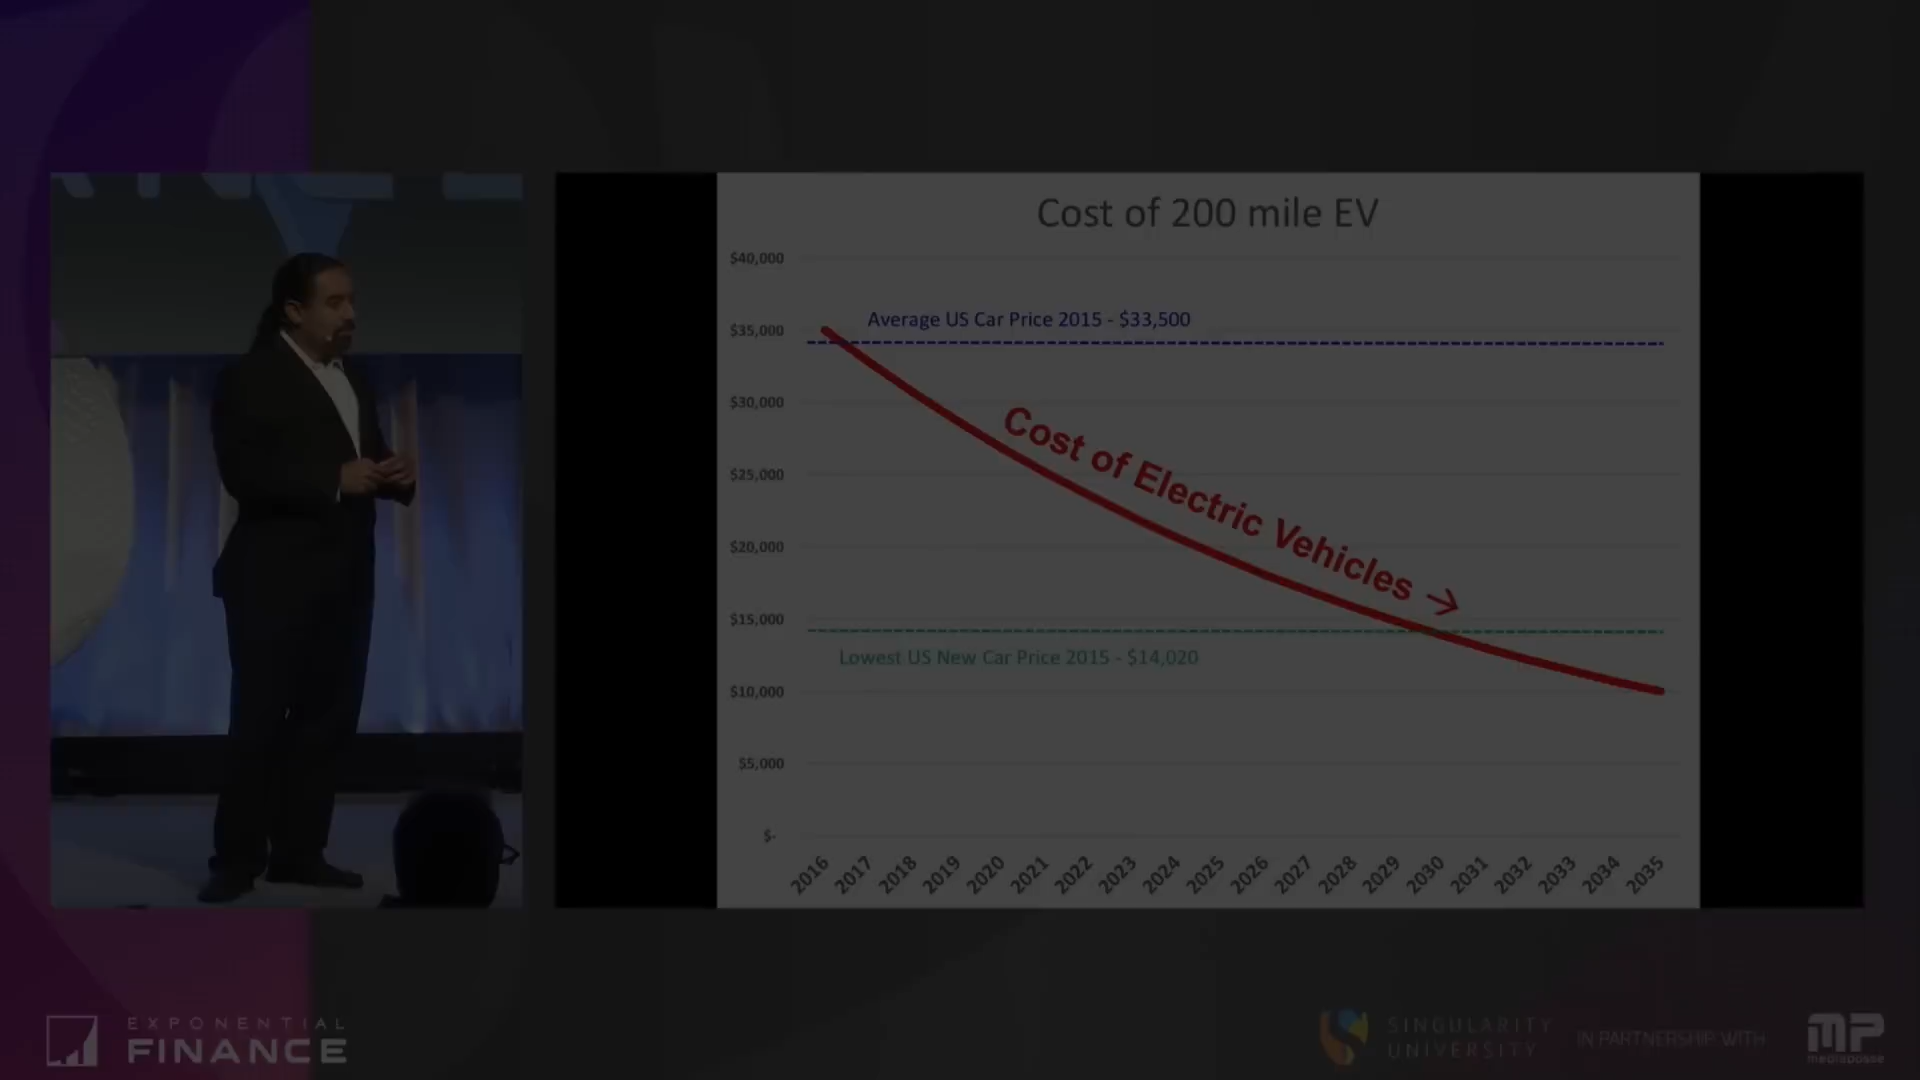 Cost of 200 mile EV
$40,000
Average US Car Price 2015 - $33,500
$35,000
$30,000
Cost of Electric Vehicles →
$25,000
$20,000
$15,000
Lowest US New Car Price 2015 - $14,020
$10,000
$5,000
$-
2016 2017 2018 2019 2020 2021 2022 2023 2024 2025 2026 2027 2028 2029 2030 2031 2032 2033 2034 2035
EXPONENTIAL
FINANCE
SINGULARITY
UNIVERSITY
IN PARTNERSHIP WITH
MP
mediaposse